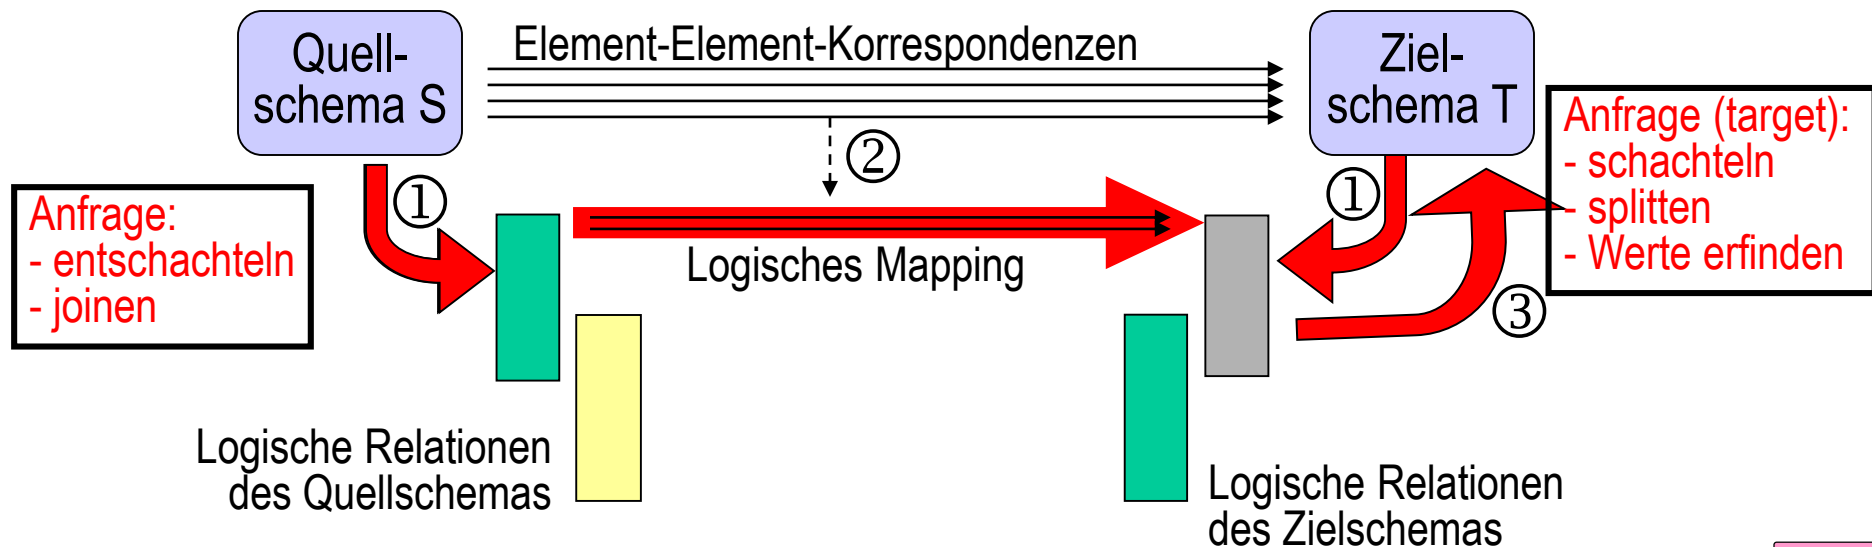 Quell-
schema S
Element-Element-Korrespondenzen
Ziel-
schema T
①
②
①
Anfrage:
- entschachteln
- joinen
Anfrage (target):
- schachteln
- splitten
- Werte erfinden
Logisches Mapping
③
Logische Relationen
des Quellschemas
Logische Relationen
des Zielschemas